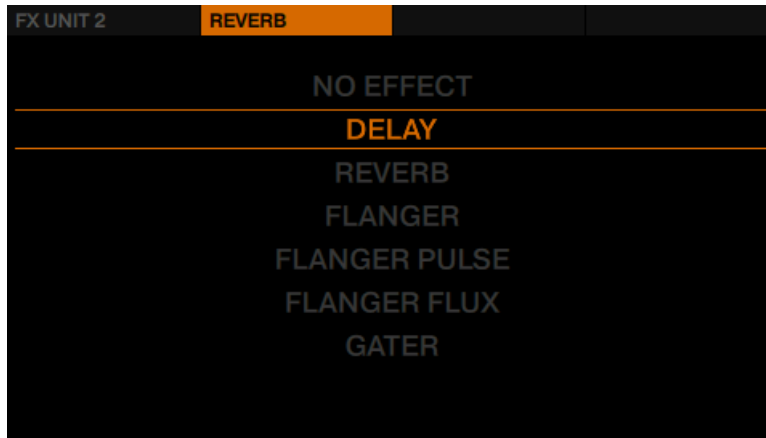 FX UNIT 2 REVERB
NO EFFECT
DELAY
REVERB
FLANGER
FLANGER PULSE
FLANGER FLUX
GATER